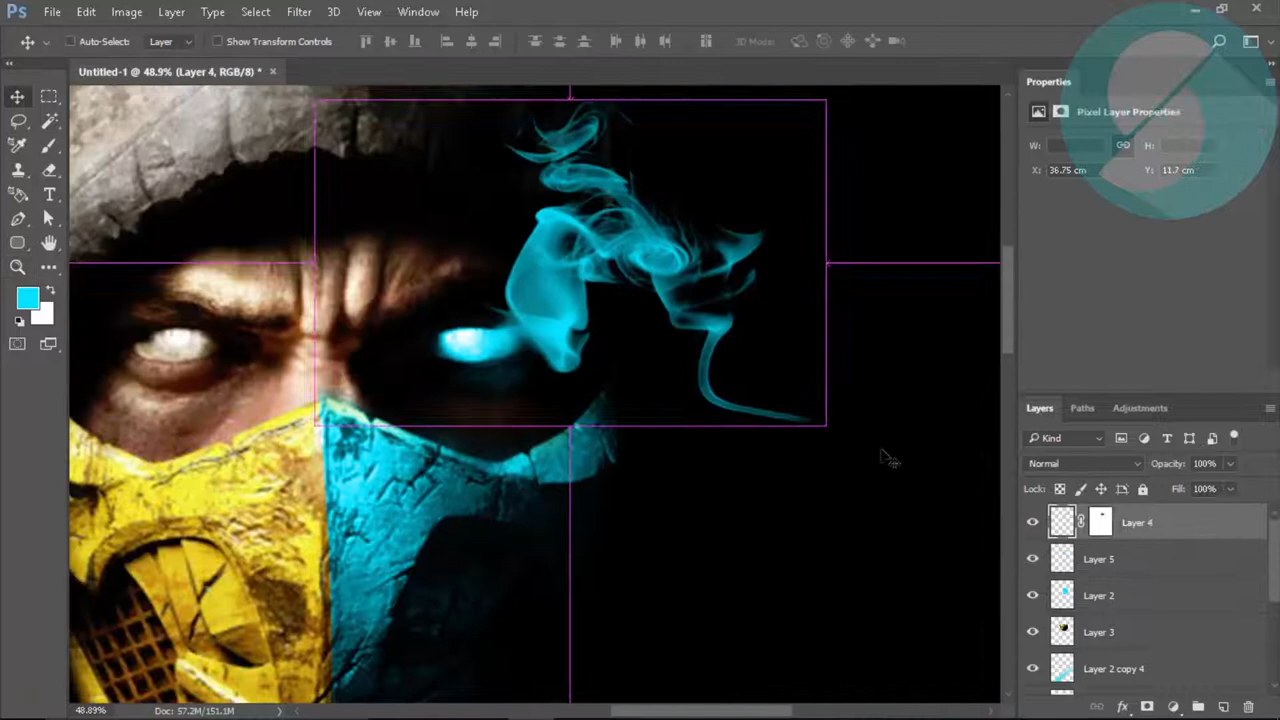 Ps File Edit Image Layer Type Select Filter 3D View Window Help
Auto-Select: Layer Show Transform Controls 3D Mode:
Untitled-1 @ 48.9% (Layer 4, RGB/8) * ×
Properties
Pixel Layer Properties
W: H:
X: 36.75 cm Y: 11.7 cm
Layers Paths Adjustments
Kind
Normal Opacity: 100%
Lock: Fill: 100%
Layer 4
Layer 5
Layer 2
Layer 3
Layer 2 copy 4
fx
48.89% Doc: 57.2M/151.1M